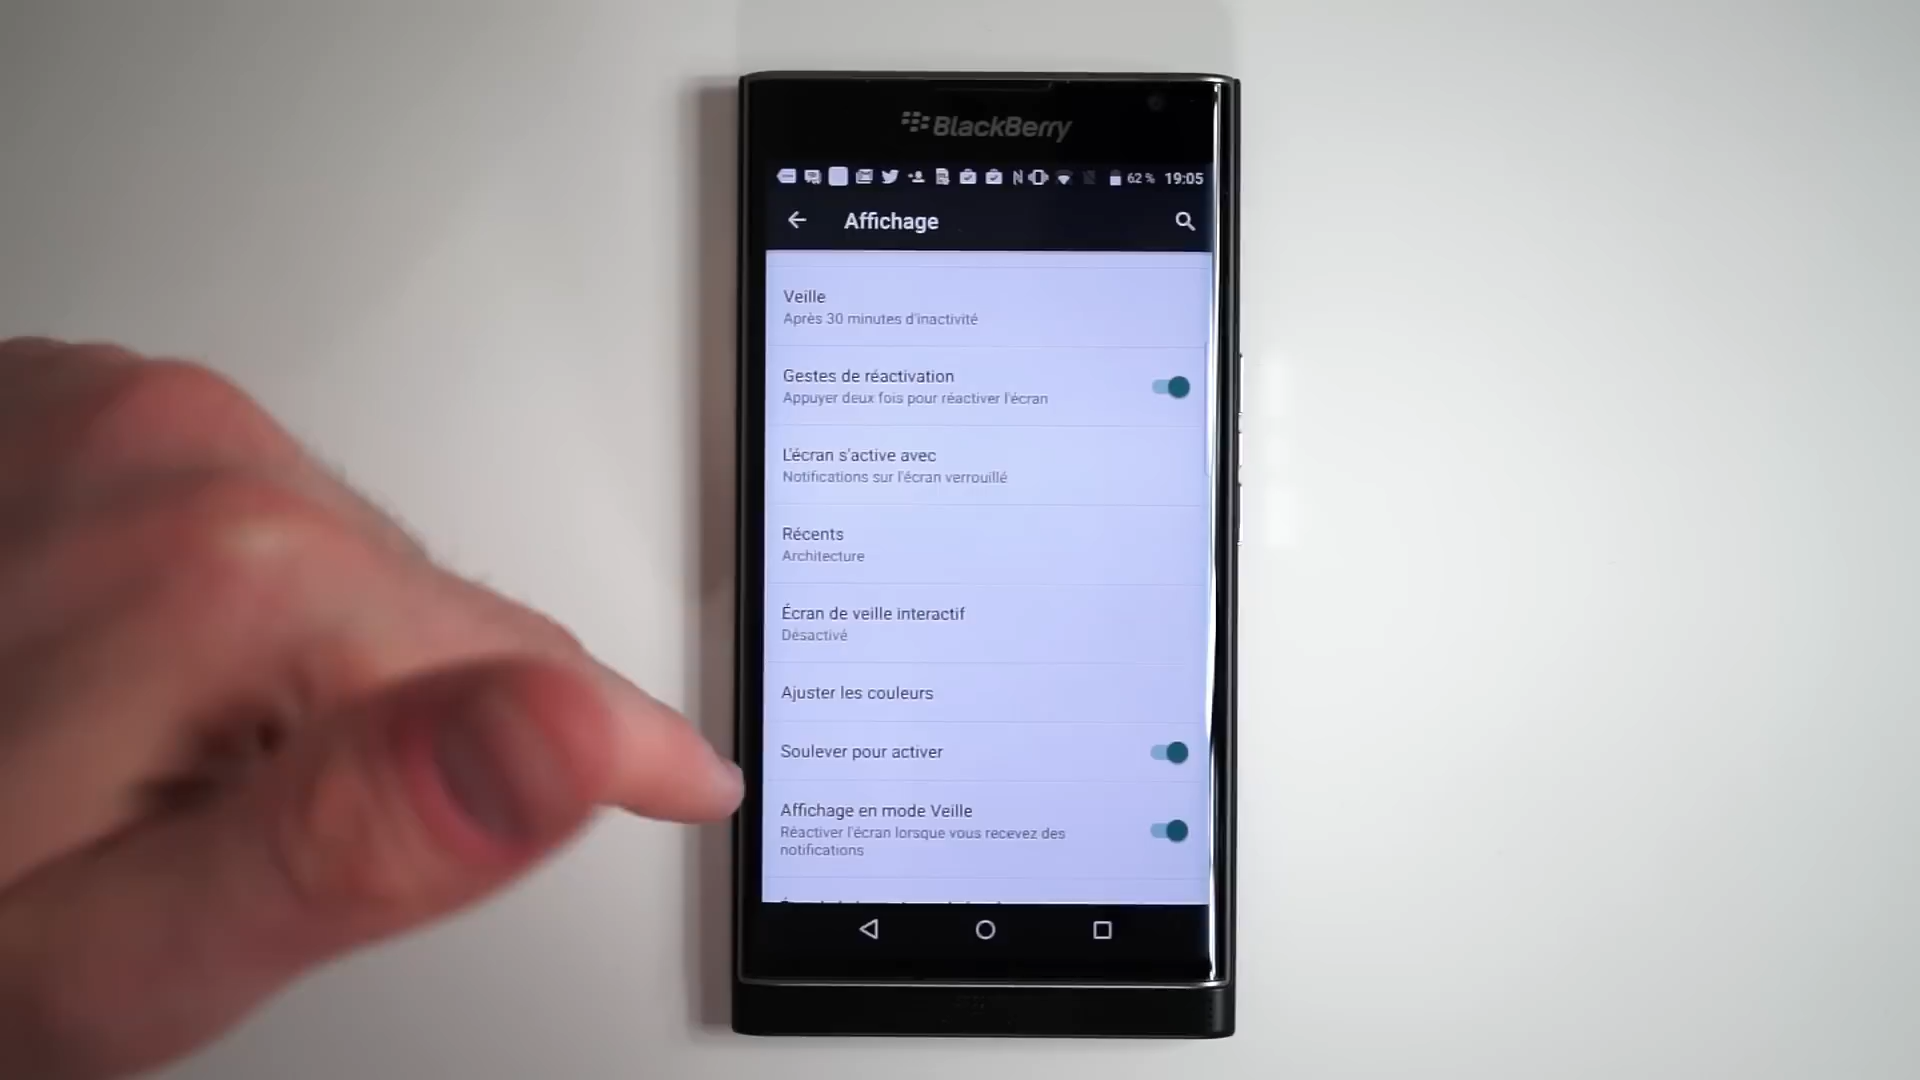 BlackBerry
62 % 19:05
Affichage
Veille
Après 30 minutes d'inactivité
Gestes de réactivation
Appuyer deux fois pour réactiver l'écran
L'écran s'active avec
Notifications sur l'écran verrouillé
Récents
Architecture
Écran de veille interactif
Désactivé
Ajuster les couleurs
Soulever pour activer
Affichage en mode Veille
Réactiver l'écran lorsque vous recevez des
notifications